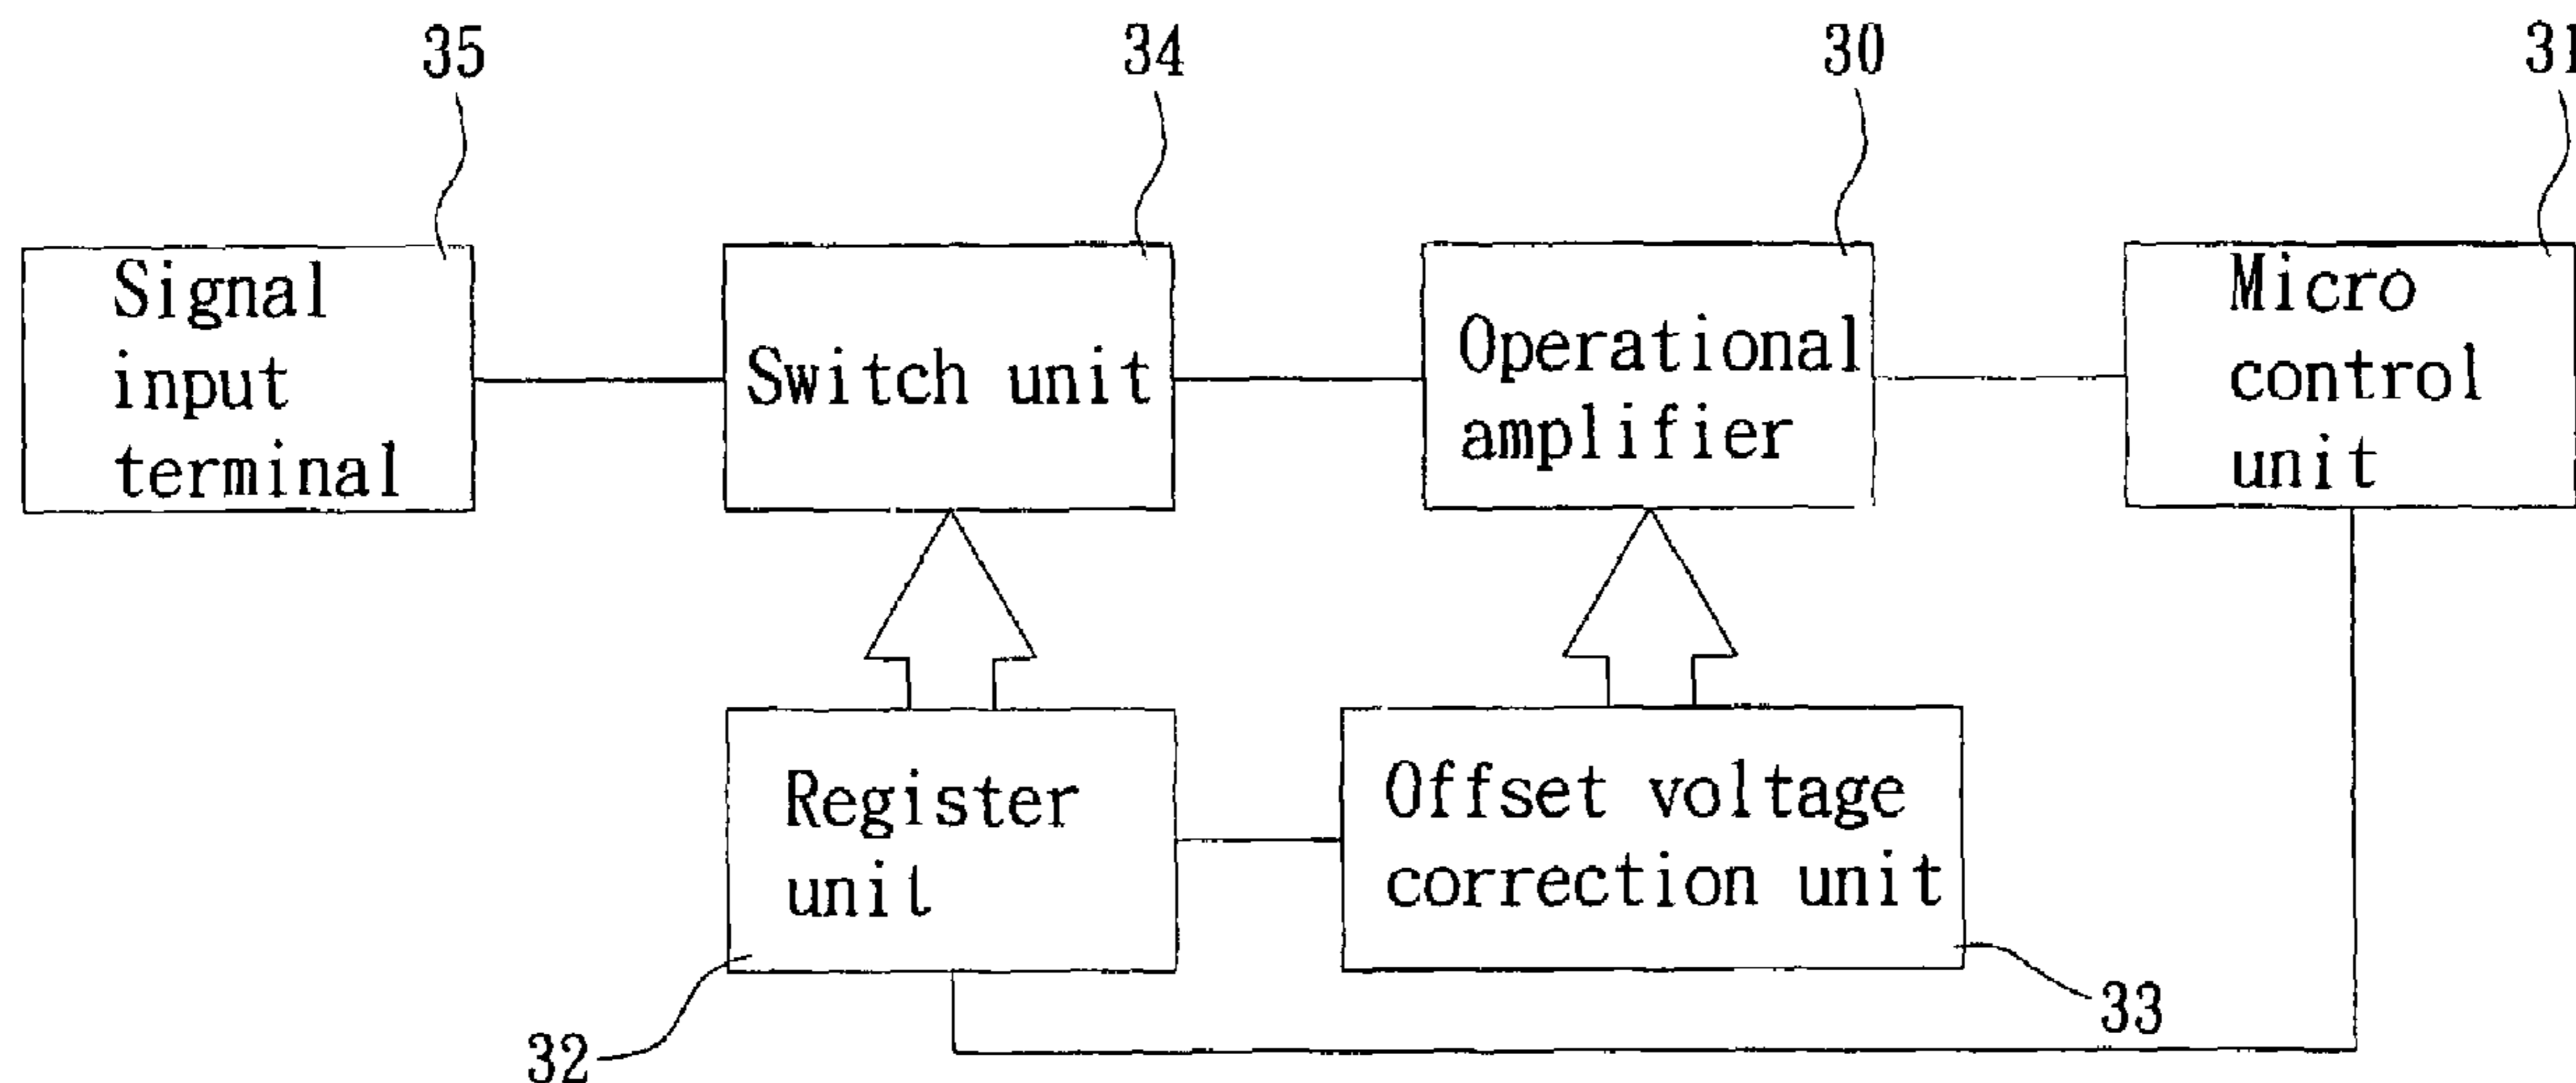 35
34
30
31
Signal
input
terminal
Switch unit
Operational
amplifier
Micro
control
unit
Register
unit
Offset voltage
correction unit
32
33